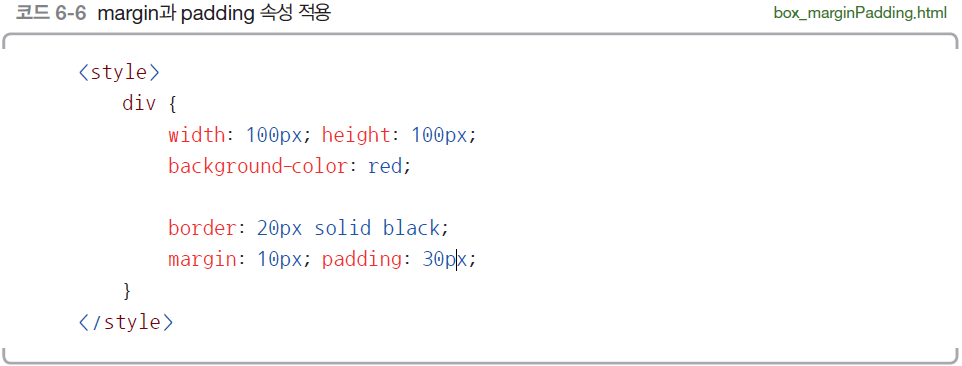 코드 6-6 margin과 padding 속성 적용 box_marginPadding.html
<style>
div {
width: 100px; height: 100px;
background-color: red;
border: 20px solid black;
margin: 10px; padding: 30px;
}
</style>